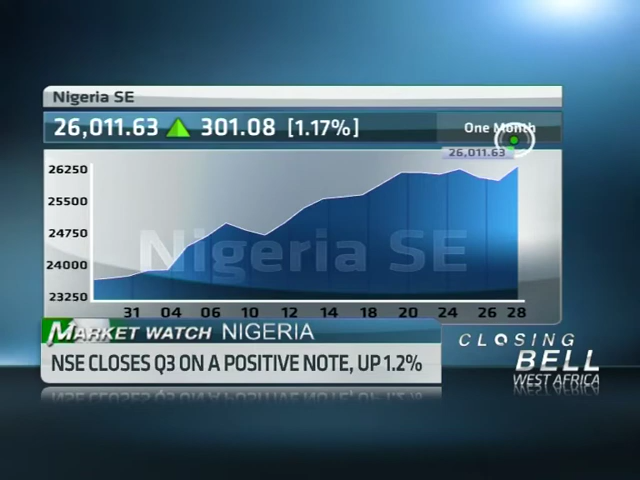 Nigeria SE
26,011.63 301.08 [1.17%] One Month
26,011.63
26250
25500
24750
24000
23250
Nigeria SE
31 04 06 10 12 14 18 20 24 26 28
MARKET WATCH NIGERIA
NSE CLOSES Q3 ON A POSITIVE NOTE, UP 1.2%
CLOSING
BELL
WEST AFRICA